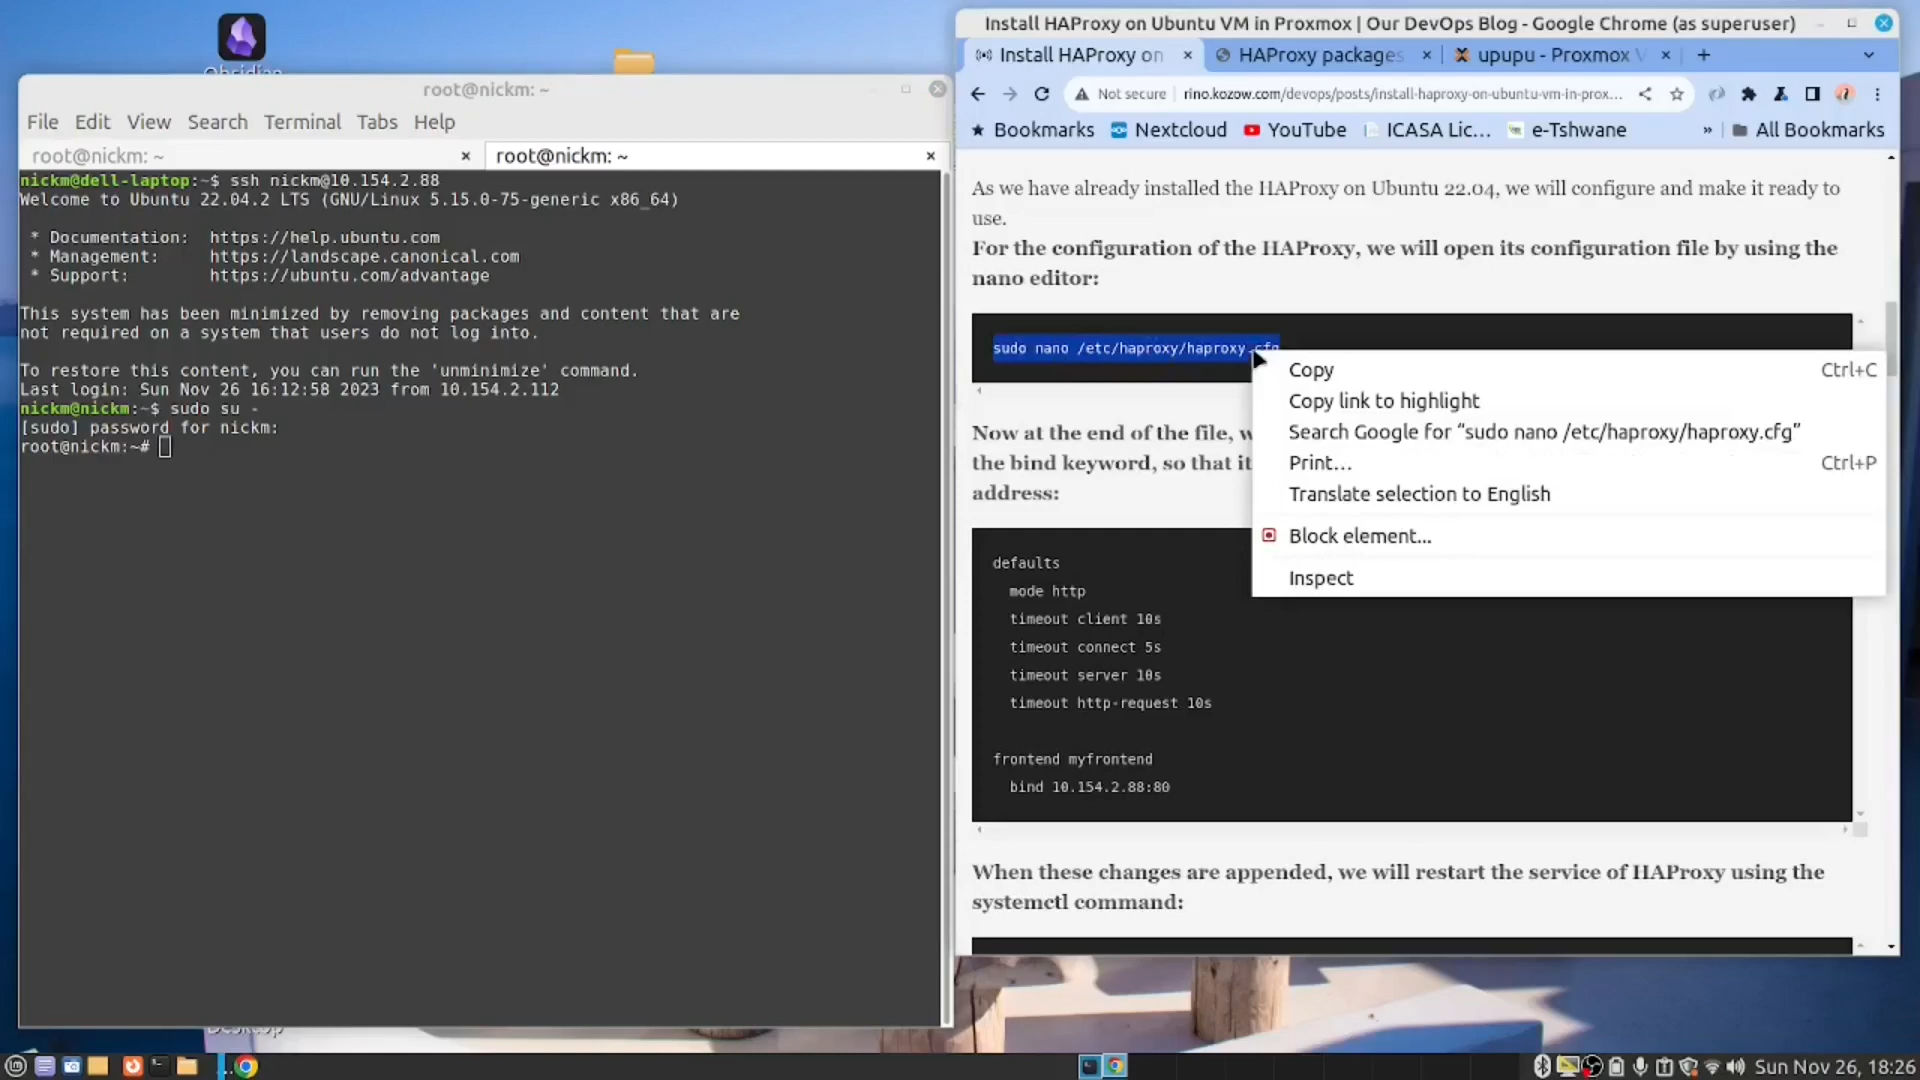 Obsidian
root@nickm: ~
File Edit View Search Terminal Tabs Help
root@nickm: ~ ×
root@nickm: ~ ×
nickm@dell-laptop:~$ ssh nickm@10.154.2.88
Welcome to Ubuntu 22.04.2 LTS (GNU/Linux 5.15.0-75-generic x86_64)
* Documentation: https://help.ubuntu.com
* Management: https://landscape.canonical.com
* Support: https://ubuntu.com/advantage
This system has been minimized by removing packages and content that are
not required on a system that users do not log into.
To restore this content, you can run the 'unminimize' command.
Last login: Sun Nov 26 16:12:58 2023 from 10.154.2.112
nickm@nickm:~$ sudo su -
[sudo] password for nickm:
root@nickm:~#
Desktop
Install HAProxy on Ubuntu VM in Proxmox | Our DevOps Blog - Google Chrome (as superuser)
Install HAProxy on ×
HAProxy packages ×
upupu - Proxmox V ×
Not secure rino.kozow.com/devops/posts/install-haproxy-on-ubuntu-vm-in-prox...
Bookmarks Nextcloud YouTube ICASA Lic... e-Tshwane » All Bookmarks
As we have already installed the HAProxy on Ubuntu 22.04, we will configure and make it ready to
use.
For the configuration of the HAProxy, we will open its configuration file by using the
nano editor:
sudo nano /etc/haproxy/haproxy.cfg
Copy Ctrl+C
Copy link to highlight
Search Google for “sudo nano /etc/haproxy/haproxy.cfg”
Print… Ctrl+P
Translate selection to English
Block element...
Inspect
Now at the end of the file, w
the bind keyword, so that it
address:
defaults
mode http
timeout client 10s
timeout connect 5s
timeout server 10s
timeout http-request 10s
frontend myfrontend
bind 10.154.2.88:80
When these changes are appended, we will restart the service of HAProxy using the
systemctl command:
Sun Nov 26, 18:26